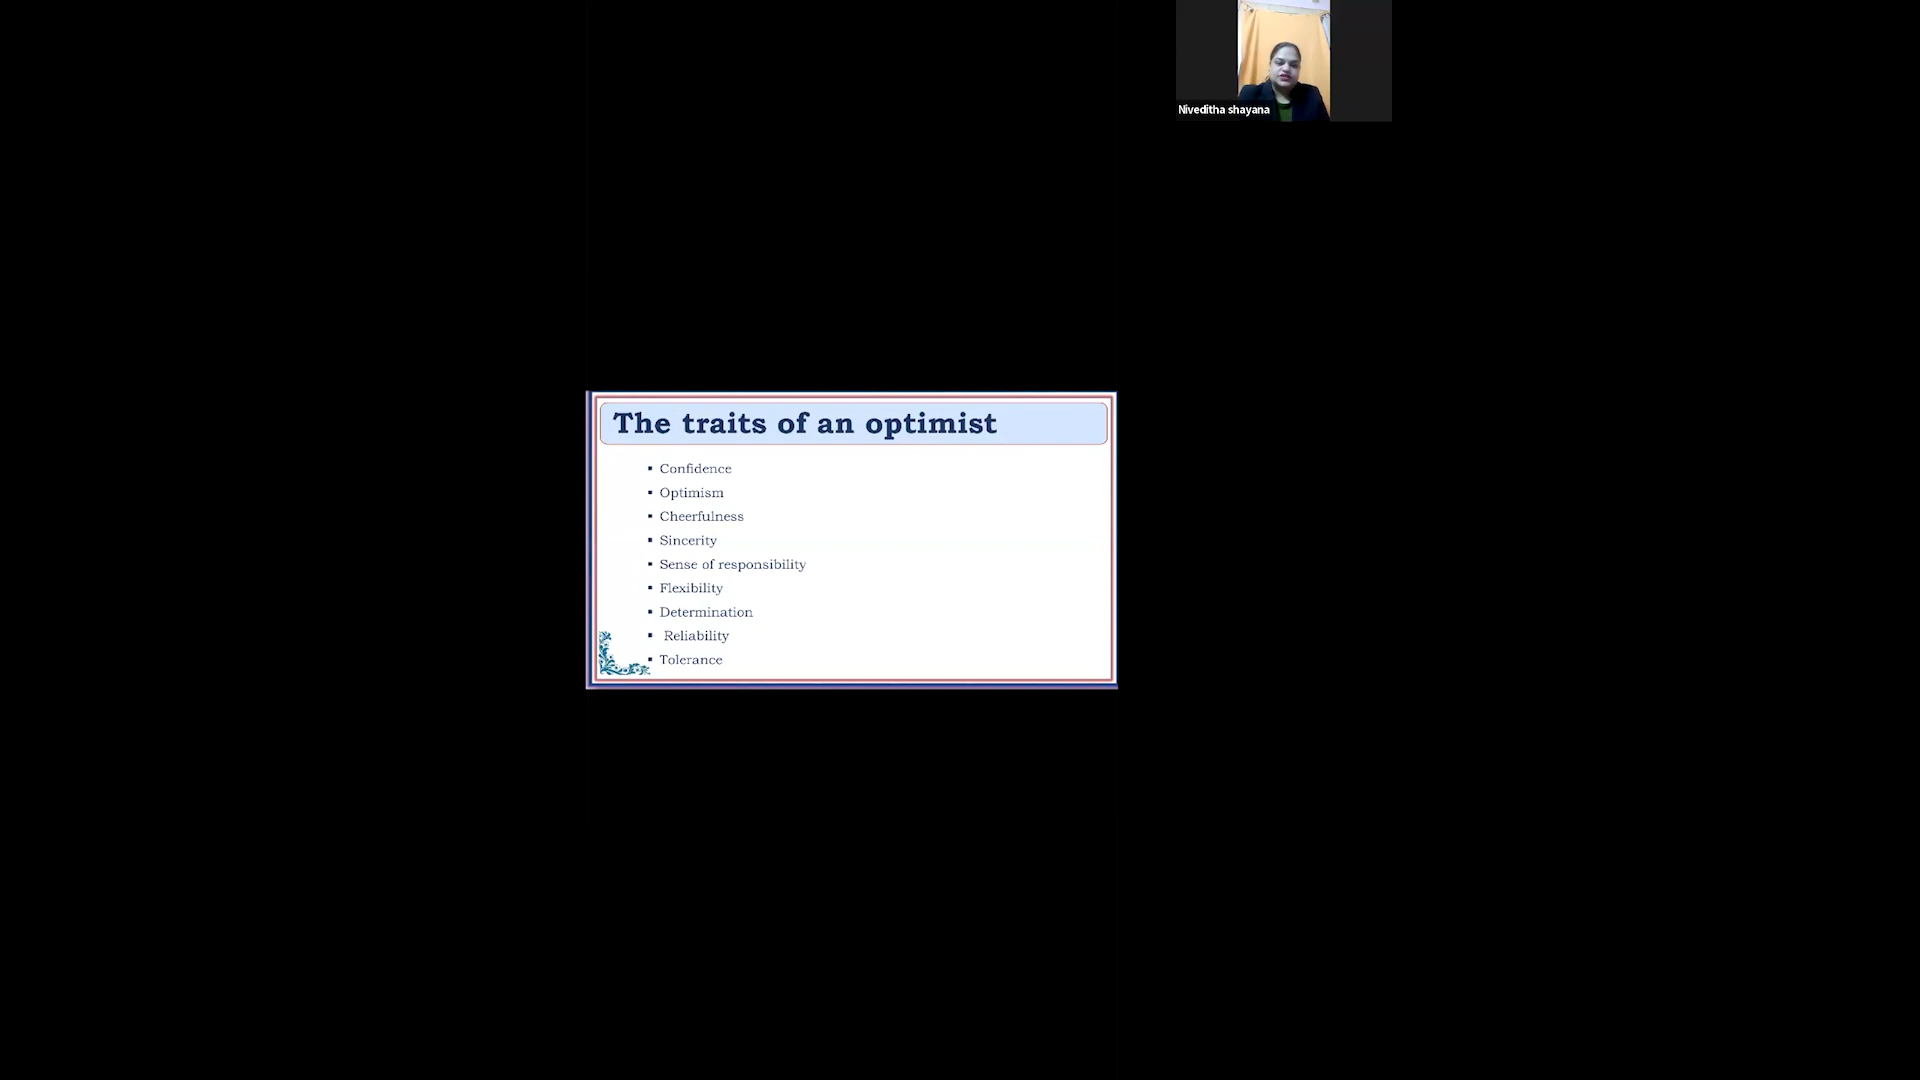 Niveditha shayana
The traits of an optimist
▪ Confidence
▪ Optimism
▪ Cheerfulness
▪ Sincerity
▪ Sense of responsibility
▪ Flexibility
▪ Determination
▪ Reliability
▪ Tolerance